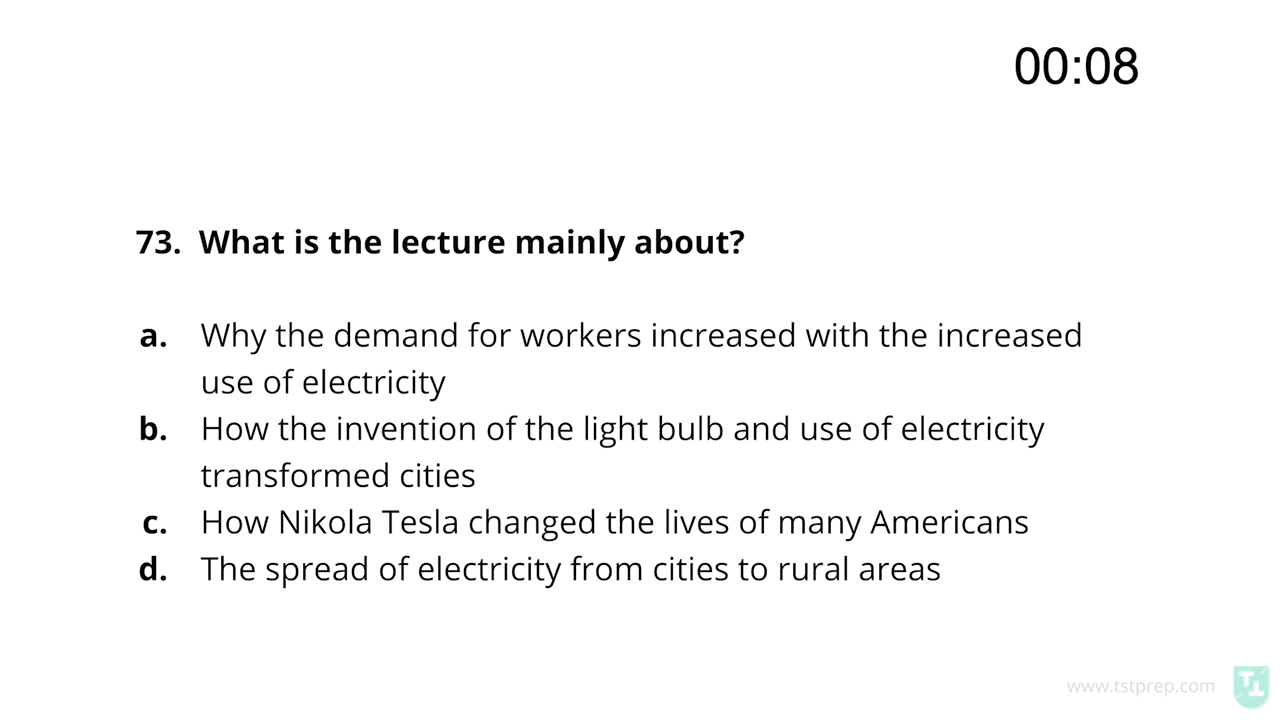 00:08
73. What is the lecture mainly about?
a. Why the demand for workers increased with the increased
use of electricity
b. How the invention of the light bulb and use of electricity
transformed cities
c. How Nikola Tesla changed the lives of many Americans
d. The spread of electricity from cities to rural areas
www.tstprep.com